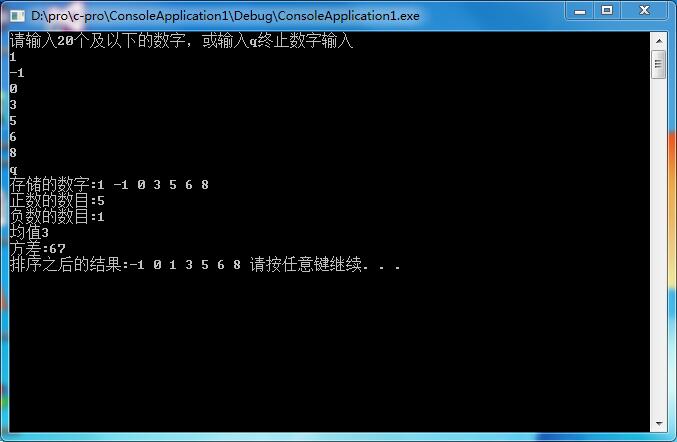 D:\pro\c-pro\ConsoleApplication1\Debug\ConsoleApplication1.exe
请输入20个及以下的数字，或输入q终止数字输入
1
-1
0
3
5
6
8
q
存储的数字:1 -1 0 3 5 6 8
正数的数目:5
负数的数目:1
均值3
方差:67
排序之后的结果:-1 0 1 3 5 6 8 请按任意键继续. . .